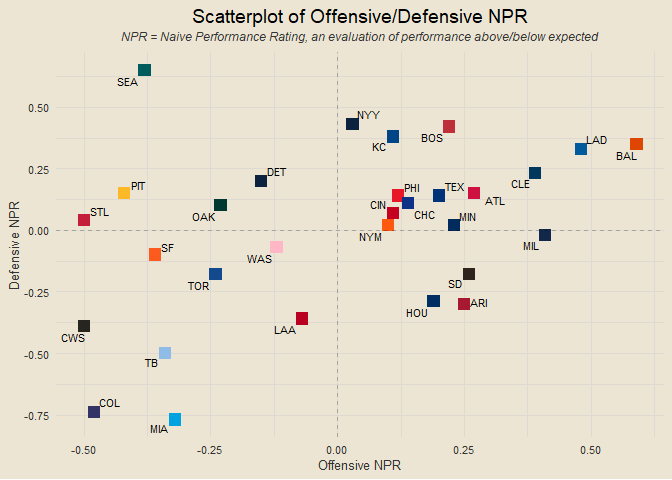 Scatterplot of Offensive/Defensive NPR
NPR = Naive Performance Rating, an evaluation of performance above/below expected
SEA
0.50
NYY
KC
BOS
LAD
BAL
0.25
DET
CLE
PIT
PHI
TEX
ATL
STL
OAK
CIN
CHC
MIN
0.00
NYM
MIL
SF
WAS
TOR
SD
-0.25
HOU
ARI
LAA
CWS
-0.50
TB
COL
-0.75
MIA
-0.50
-0.25
0.00
0.25
0.50
Offensive NPR
Defensive NPR